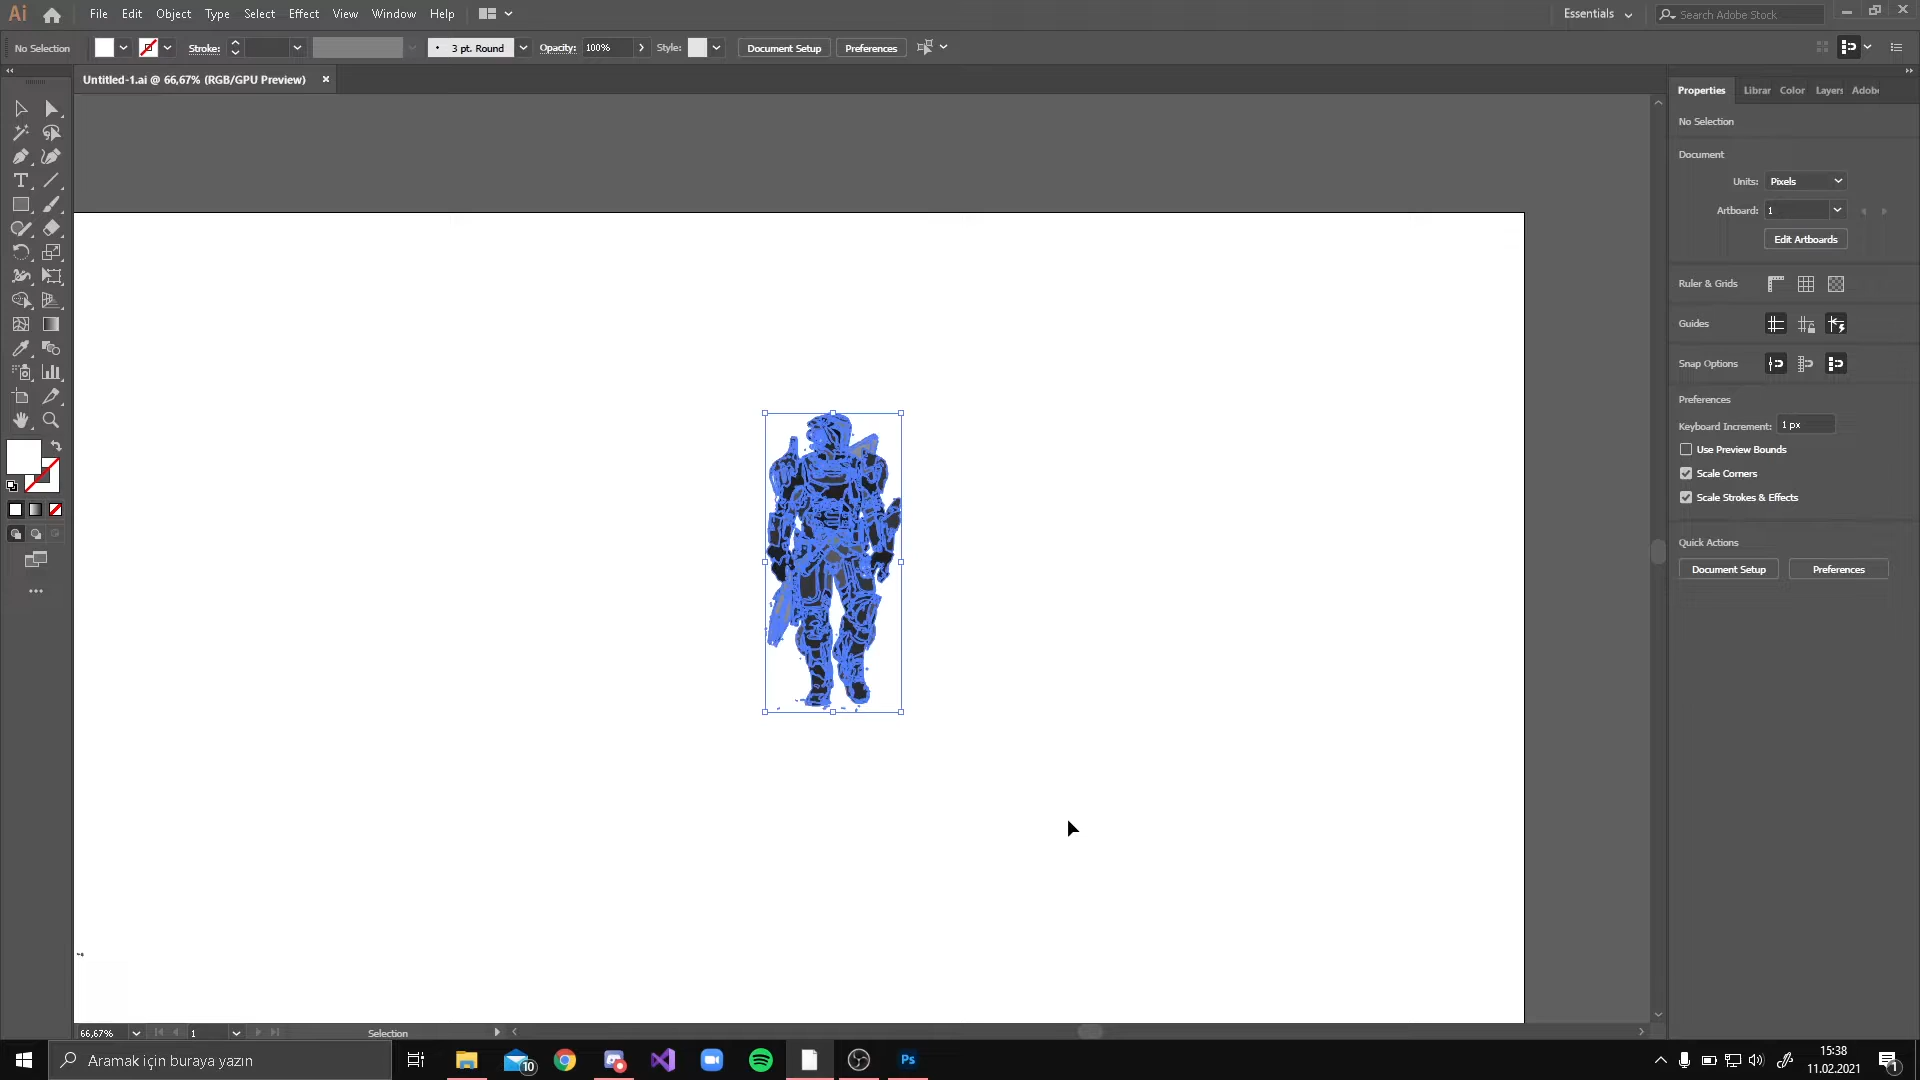 Ai File Edit Object Type Select Effect View Window Help Essentials Search Adobe Stock
No Selection Stroke: 3 pt. Round Opacity: 100% Style: Document Setup Preferences
Untitled-1.ai @ 66,67% (RGB/GPU Preview) ×
Properties Librar Color Layers Adobe
No Selection
Document
Units: Pixels
Artboard: 1
Edit Artboards
Ruler & Grids
Guides
Snap Options
Preferences
Keyboard Increment: 1 px
Use Preview Bounds
Scale Corners
Scale Strokes & Effects
Quick Actions
Document Setup Preferences
66,67% 1 Selection
Aramak için buraya yazın 10 Ps 15:38 1
11.02.2021